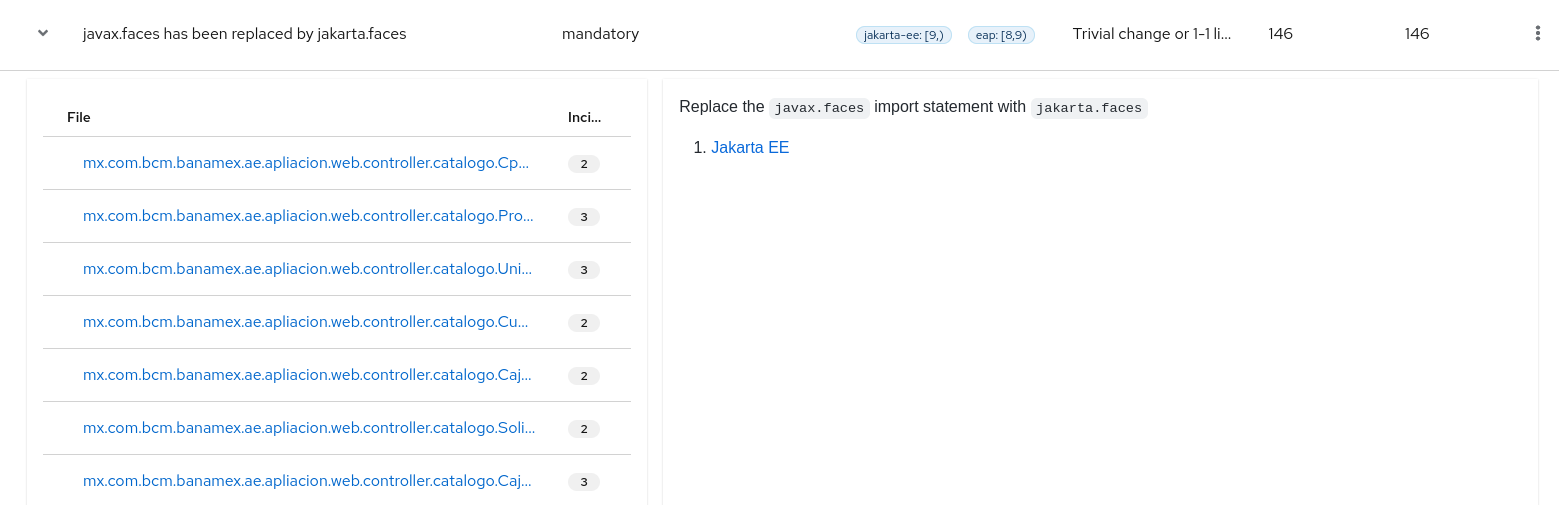 javax.faces has been replaced by jakarta.faces mandatory jakarta-ee: [9,) eap: [8,9) Trivial change or 1-1 li... 146 146
File Inci...
mx.com.bcm.banamex.ae.apliacion.web.controller.catalogo.Cp... 2
mx.com.bcm.banamex.ae.apliacion.web.controller.catalogo.Pro... 3
mx.com.bcm.banamex.ae.apliacion.web.controller.catalogo.Uni... 3
mx.com.bcm.banamex.ae.apliacion.web.controller.catalogo.Cu... 2
mx.com.bcm.banamex.ae.apliacion.web.controller.catalogo.Caj... 2
mx.com.bcm.banamex.ae.apliacion.web.controller.catalogo.Soli... 2
mx.com.bcm.banamex.ae.apliacion.web.controller.catalogo.Caj... 3
Replace the javax.faces import statement with jakarta.faces
1. Jakarta EE